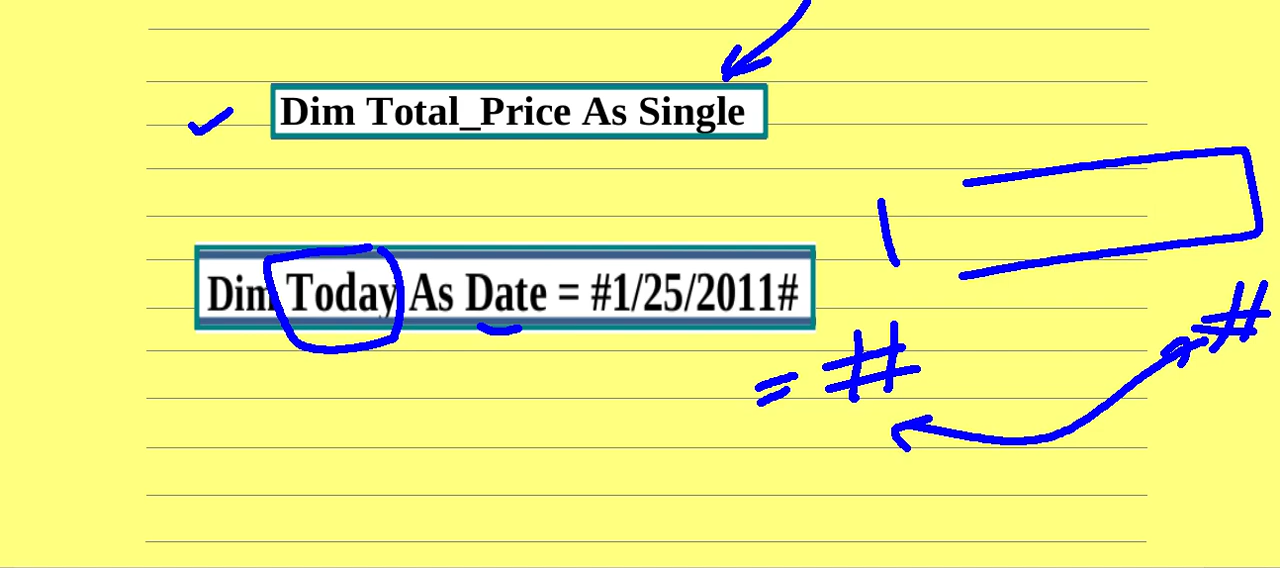 Dim Total_Price As Single
Dim Today As Date = #1/25/2011#
= # #